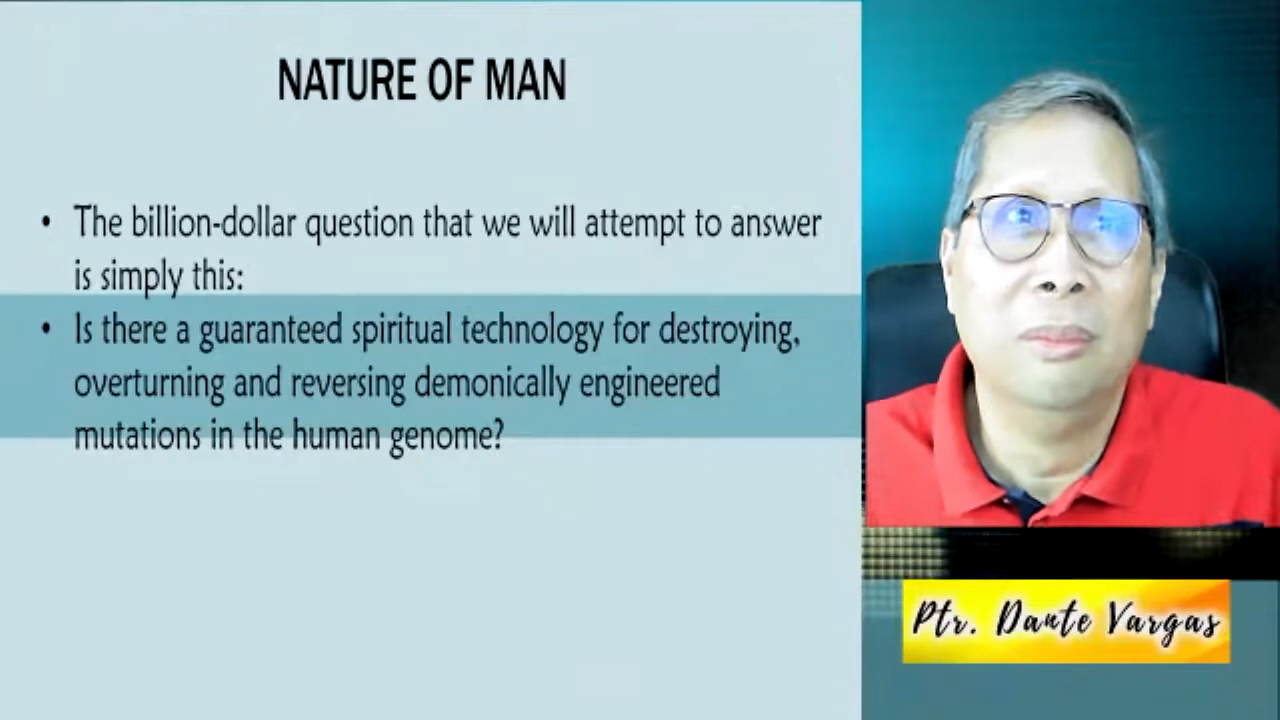 NATURE OF MAN
• The billion-dollar question that we will attempt to answer
is simply this:
• Is there a guaranteed spiritual technology for destroying,
overturning and reversing demonically engineered
mutations in the human genome?
Ptr. Dante Vargas